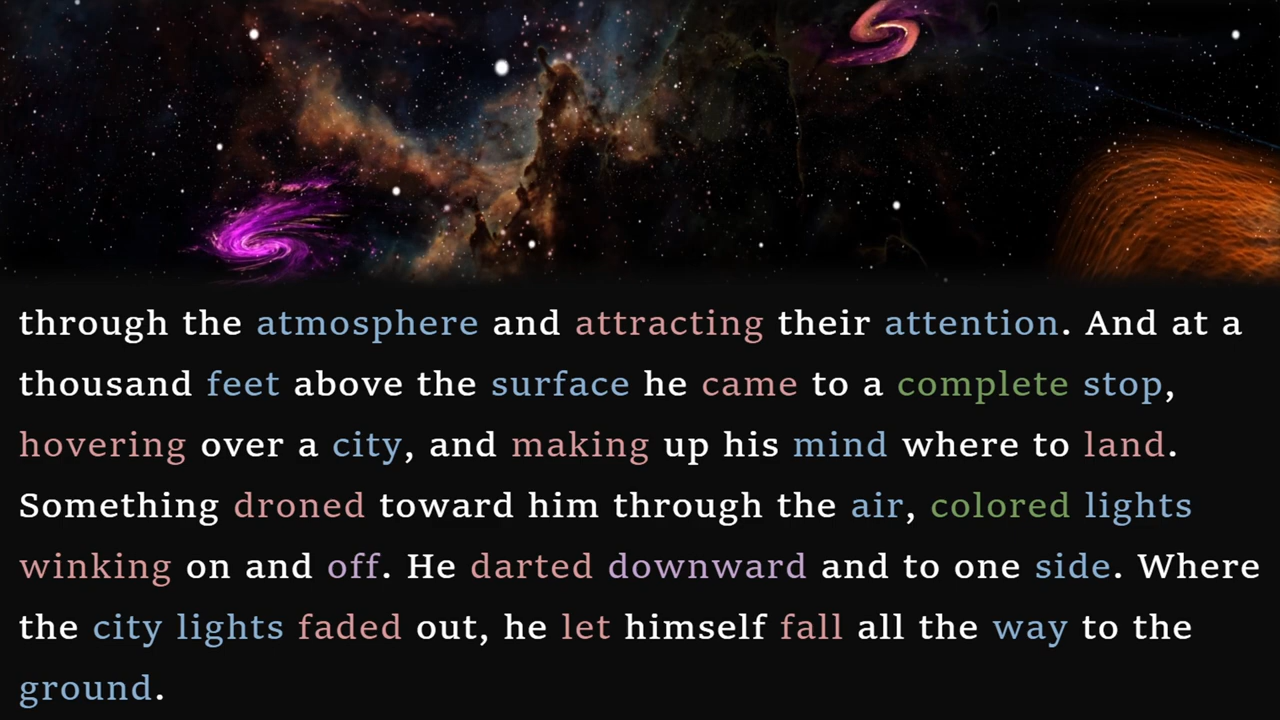 through the atmosphere and attracting their attention. And at a
thousand feet above the surface he came to a complete stop,
hovering over a city, and making up his mind where to land.
Something droned toward him through the air, colored lights
winking on and off. He darted downward and to one side. Where
the city lights faded out, he let himself fall all the way to the
ground.